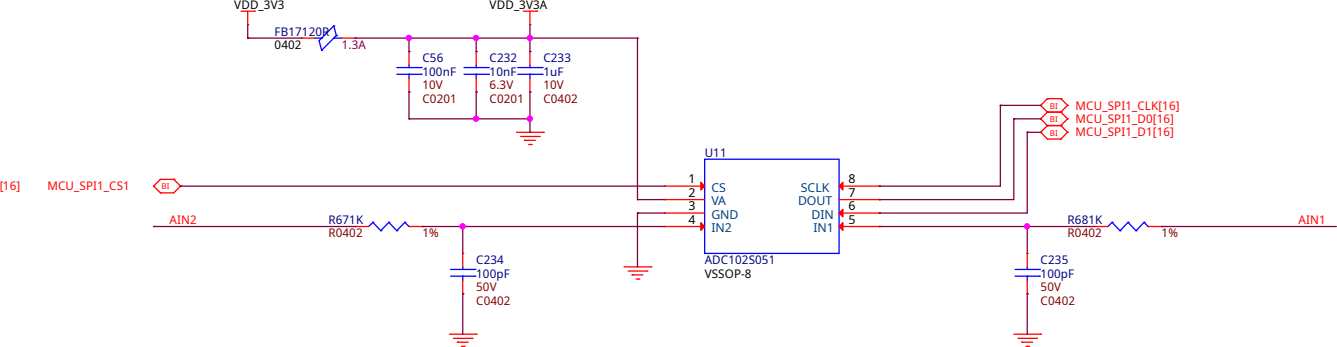 VDD_3V3
VDD_3V3A
FB17120R
0402
1.3A
C56
100nF
10V
C0201
C232
10nF
6.3V
C0201
C233
1uF
10V
C0402
BI MCU_SPI1_CLK[16]
BI MCU_SPI1_D0[16]
BI MCU_SPI1_D1[16]
U11
[16] MCU_SPI1_CS1 BI
1 CS
2 VA
3 GND
4 IN2
SCLK 8
DOUT 7
DIN 6
IN1 5
ADC102S051
VSSOP-8
AIN2
R671K
R0402
1%
C234
100pF
50V
C0402
R681K
R0402
1%
AIN1
C235
100pF
50V
C0402